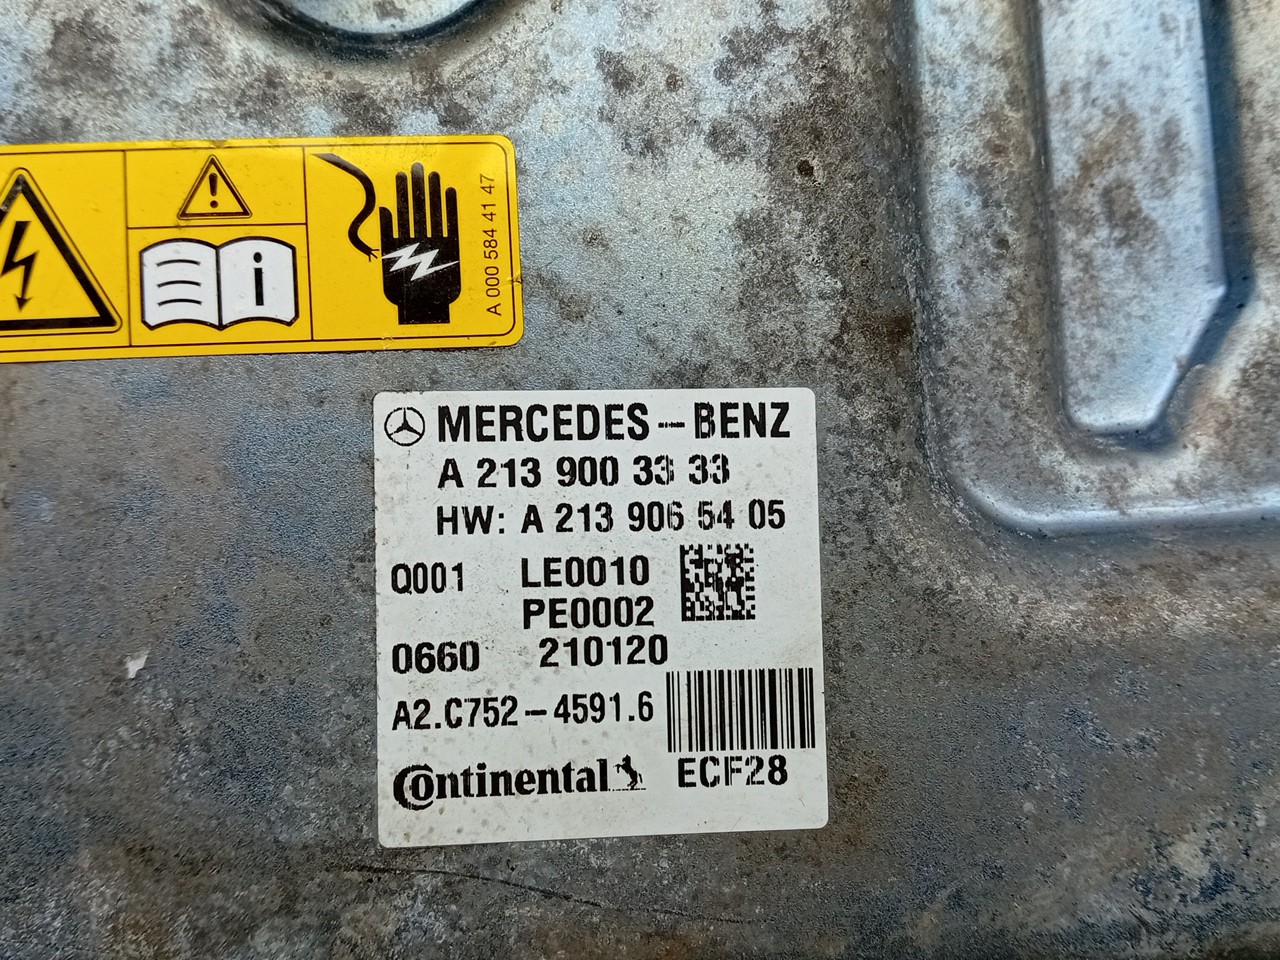 A 000 584 41 47
MERCEDES-BENZ
A 213 900 33 33
HW: A 213 906 54 05
Q001 LE0010
PE0002
0660 210120
A2.C752-4591.6
Continental ECF28